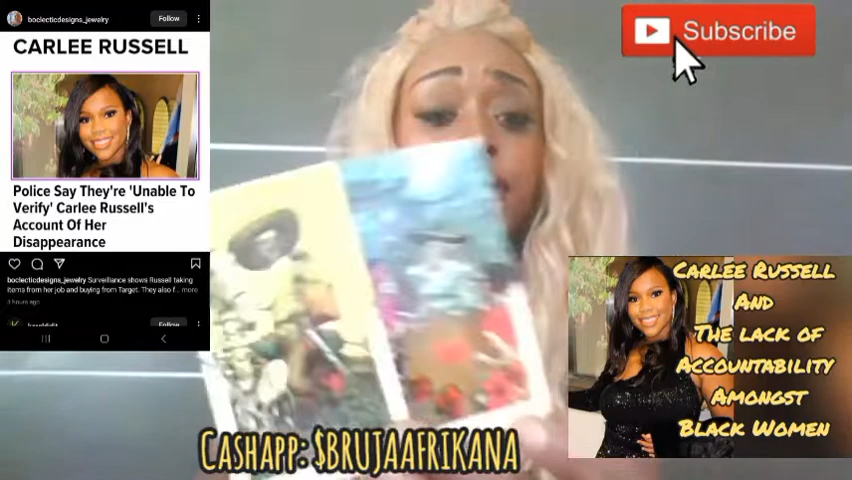 boclecticdesigns_jewelry
Follow
CARLEE RUSSELL
Police Say They're 'Unable To
Verify' Carlee Russell's
Account Of Her
Disappearance
boclecticdesigns_jewelry Surveillance shows Russell taking
items from her job and buying from Target. They also f... more
Follow
Subscribe
CARLEE RUSSELL
AND
THE LACK OF
ACCOUNTABILITY
AMONGST
BLACK WOMEN
CASHAPP: $BRUJAAFRIKANA